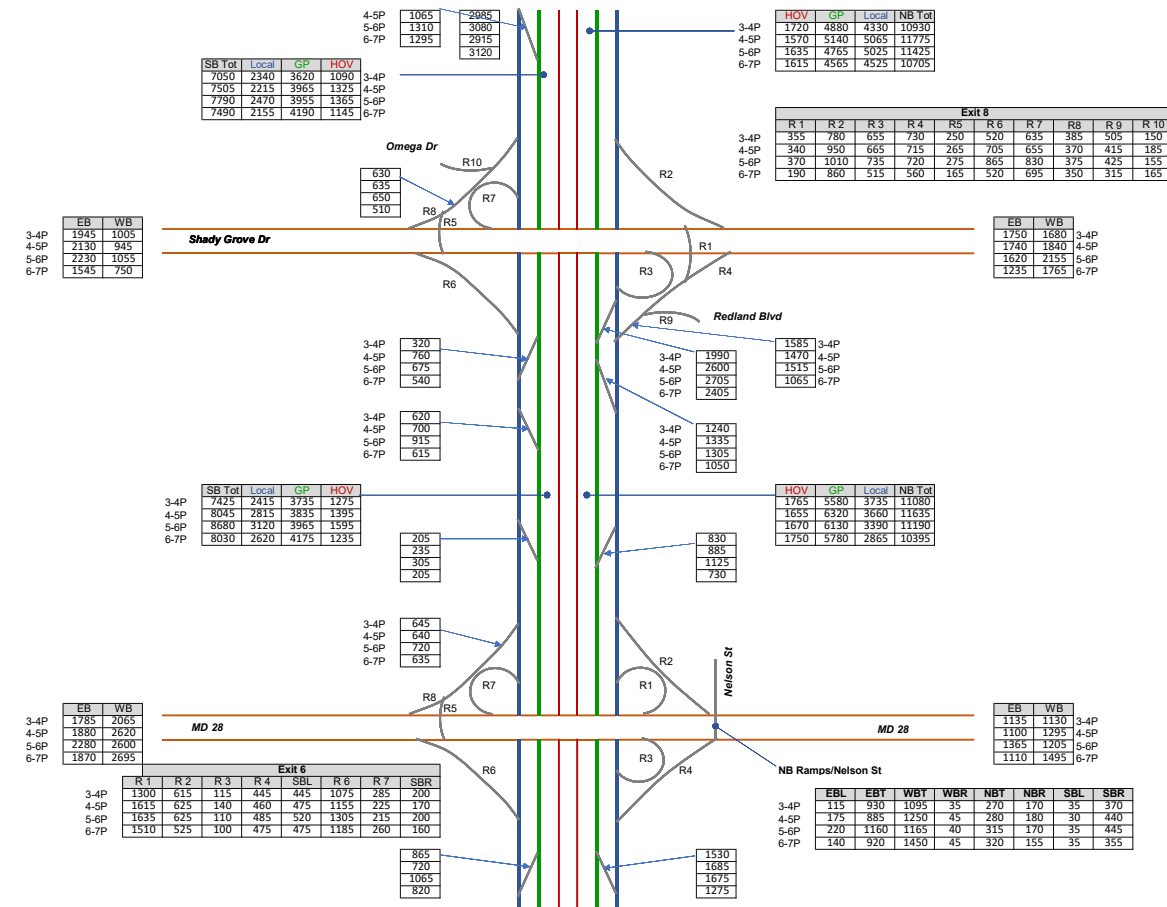 4-5P 1065 2985
5-6P 1310 3080
6-7P 1295 2915
3120
HOV GP Local NB Tot
3-4P 1720 4880 4330 10930
4-5P 1570 5140 5065 11775
5-6P 1635 4765 5025 11425
6-7P 1615 4565 4525 10705
SB Tot Local GP HOV
7050 2340 3620 1090 3-4P
7505 2215 3965 1325 4-5P
7790 2470 3955 1365 5-6P
7490 2155 4190 1145 6-7P
Exit 8
R 1 R 2 R 3 R 4 R5 R 6 R 7 R8 R 9 R 10
3-4P 355 780 655 730 250 520 635 385 505 150
4-5P 340 950 665 715 265 705 655 370 415 185
5-6P 370 1010 735 720 275 865 830 375 425 155
6-7P 190 860 515 560 165 520 695 350 315 165
Omega Dr
R10
R2
630
635
650
510
R7
R8
R5
EB WB
3-4P 1945 1005
4-5P 2130 945
5-6P 2230 1055
6-7P 1545 750
Shady Grove Dr
EB WB
1750 1680 3-4P
1740 1840 4-5P
1620 2155 5-6P
1235 1765 6-7P
R1
R3
R4
R6
R9
Redland Blvd
3-4P 320
4-5P 760
5-6P 675
6-7P 540
3-4P 1990
4-5P 2600
5-6P 2705
6-7P 2405
1585 3-4P
1470 4-5P
1515 5-6P
1065 6-7P
3-4P 620
4-5P 700
5-6P 915
6-7P 615
3-4P 1240
4-5P 1335
5-6P 1305
6-7P 1050
SB Tot Local GP HOV
3-4P 7425 2415 3735 1275
4-5P 8045 2815 3835 1395
5-6P 8680 3120 3965 1595
6-7P 8030 2620 4175 1235
HOV GP Local NB Tot
1765 5580 3735 11080
1655 6320 3660 11635
1670 6130 3390 11190
1750 5780 2865 10395
205
235
305
205
830
885
1125
730
3-4P 645
4-5P 640
5-6P 720
6-7P 635
Nelson St
R2
R7
R1
R8
R5
EB WB
3-4P 1785 2065
4-5P 1880 2620
5-6P 2280 2600
6-7P 1870 2695
MD 28
MD 28
EB WB
1135 1130 3-4P
1100 1295 4-5P
1365 1205 5-6P
1110 1495 6-7P
R3
R4
R6
NB Ramps/Nelson St
Exit 6
R 1 R 2 R 3 R 4 SBL R 6 R 7 SBR
3-4P 1300 615 115 445 445 1075 285 200
4-5P 1615 625 140 460 475 1155 225 170
5-6P 1635 625 110 485 520 1305 215 200
6-7P 1510 525 100 475 475 1185 260 160
EBL EBT WBT WBR NBT NBR SBL SBR
3-4P 115 930 1095 35 270 170 35 370
4-5P 175 885 1250 45 280 180 30 440
5-6P 220 1160 1165 40 315 170 35 445
6-7P 140 920 1450 45 320 155 35 355
865
720
1065
820
1530
1685
1675
1275